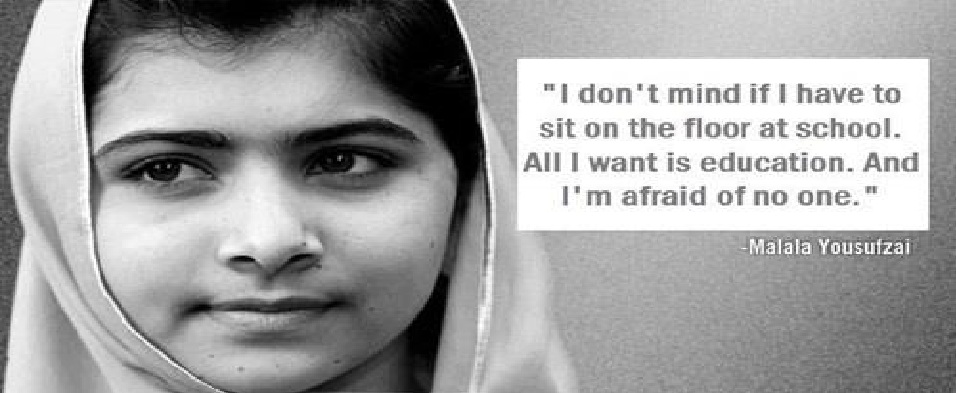 "I don't mind if I have to
sit on the floor at school.
All I want is education. And
I'm afraid of no one."
-Malala Yousufzai